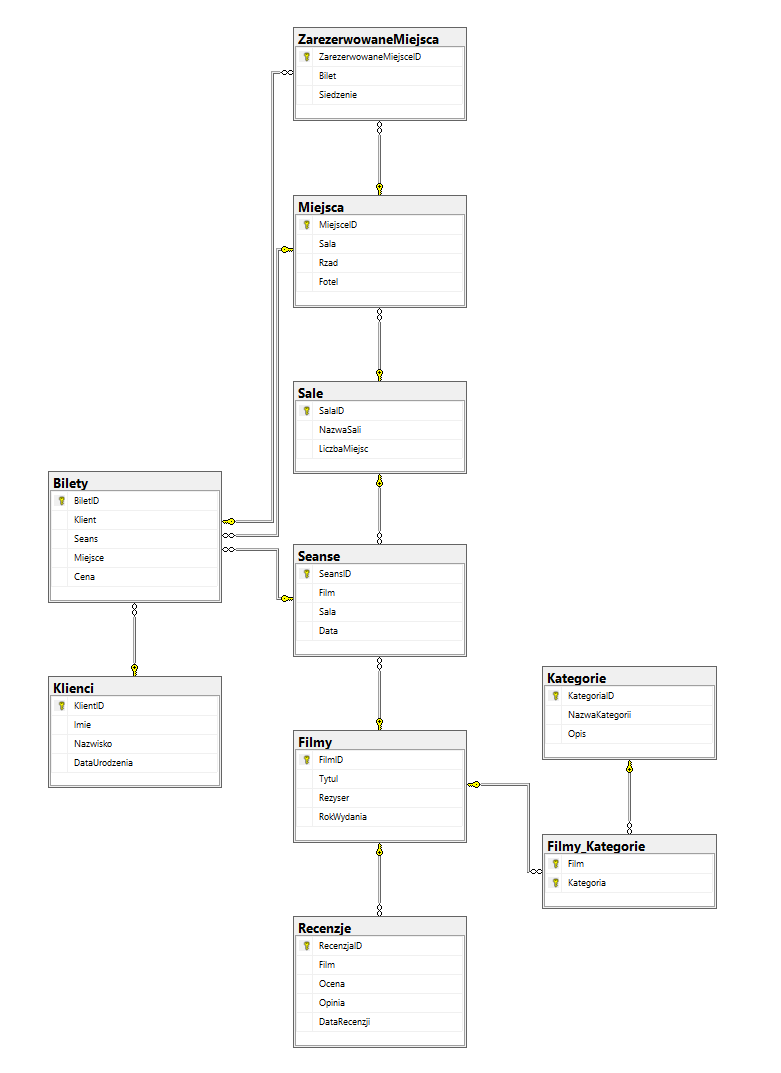 ZarezerwowaneMiejsca
ZarezerwowaneMiejsceID
Bilet
Siedzenie
Miejsca
MiejsceID
Sala
Rzad
Fotel
Sale
SalaID
NazwaSali
LiczbaMiejsc
Bilety
BiletID
Klient
Seans
Miejsce
Cena
Seanse
SeansID
Film
Sala
Data
Klienci
KlientID
Imie
Nazwisko
DataUrodzenia
Kategorie
KategoriaID
NazwaKategorii
Opis
Filmy
FilmID
Tytul
Rezyser
RokWydania
Filmy_Kategorie
Film
Kategoria
Recenzje
RecenzjaID
Film
Ocena
Opinia
DataRecenzji